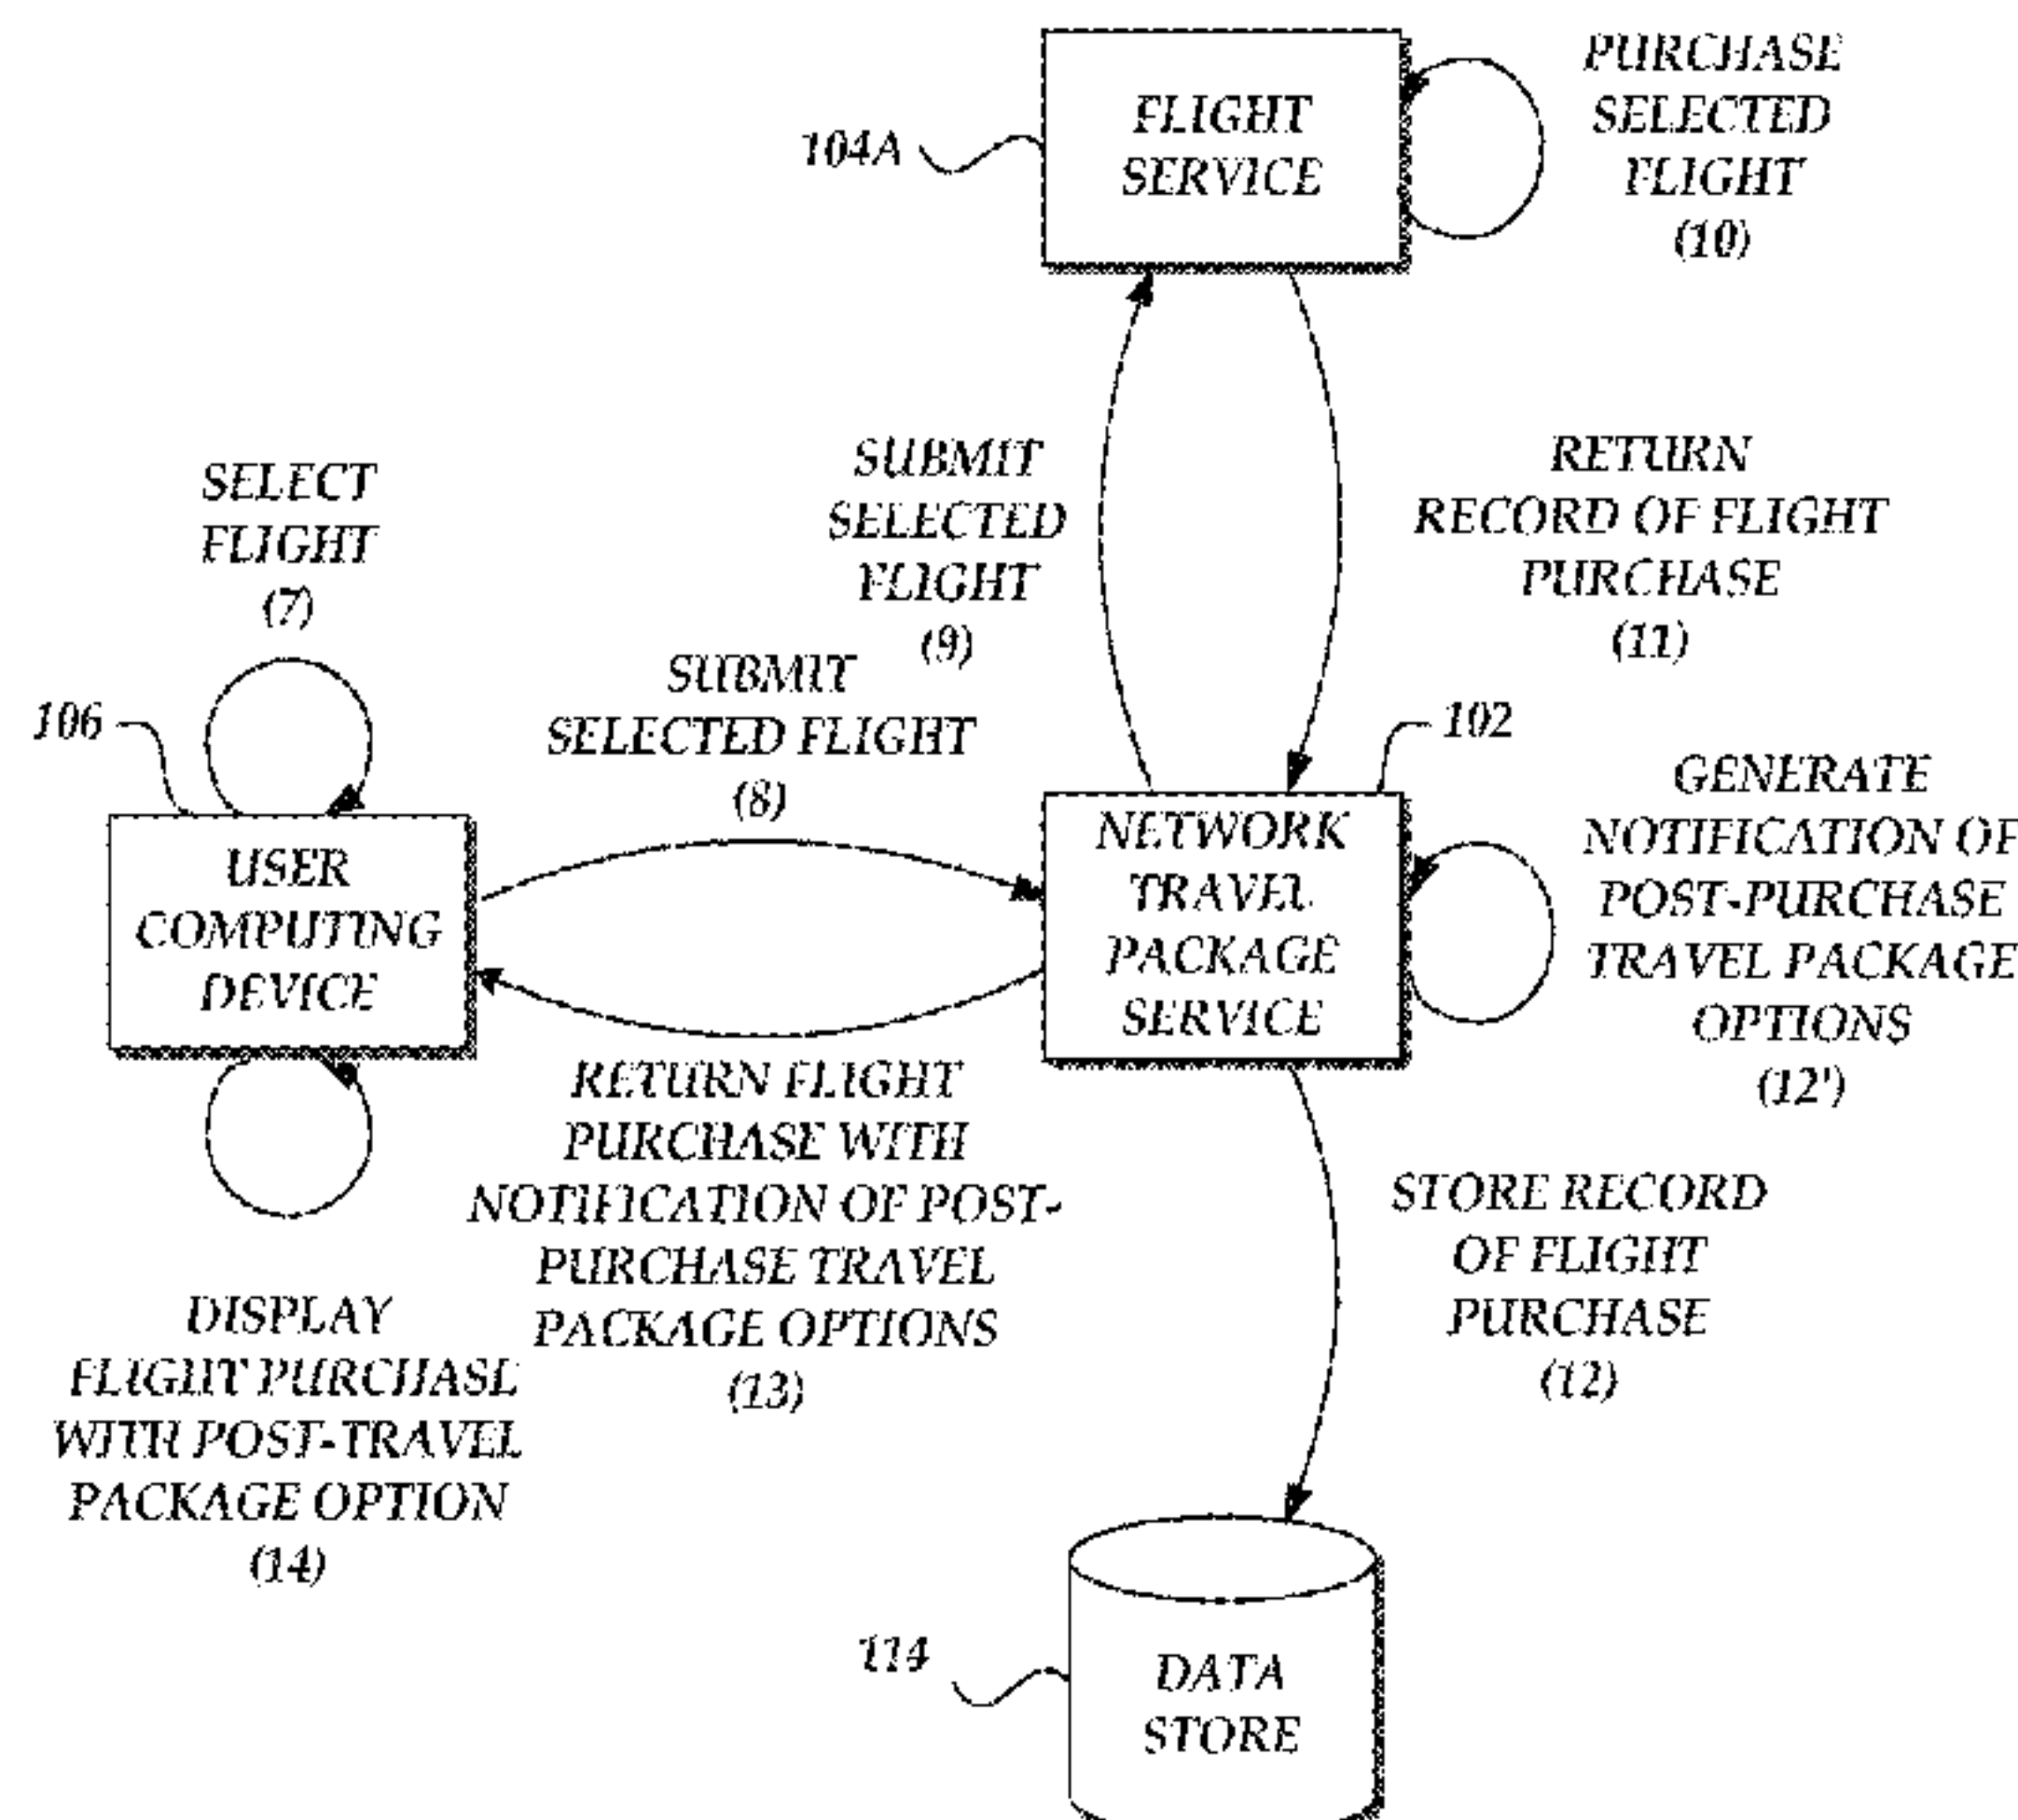 PURCHASE
SELECTED
FLIGHT
(10)
FLIGHT
SERVICE
104A
SUBMIT
SELECTED
FLIGHT
(9)
RETURN
RECORD OF FLIGHT
PURCHASE
(11)
SELECT
FLIGHT
(7)
106
SUBMIT
SELECTED FLIGHT
(8)
102
USER
COMPUTING
DEVICE
NETWORK
TRAVEL
PACKAGE
SERVICE
GENERATE
NOTIFICATION OF
POST-PURCHASE
TRAVEL PACKAGE
OPTIONS
(12')
RETURN FLIGHT
PURCHASE WITH
NOTIFICATION OF POST-
PURCHASE TRAVEL
PACKAGE OPTIONS
(13)
STORE RECORD
OF FLIGHT
PURCHASE
(12)
DISPLAY
FLIGHT PURCHASE
WITH POST-TRAVEL
PACKAGE OPTION
(14)
114
DATA
STORE